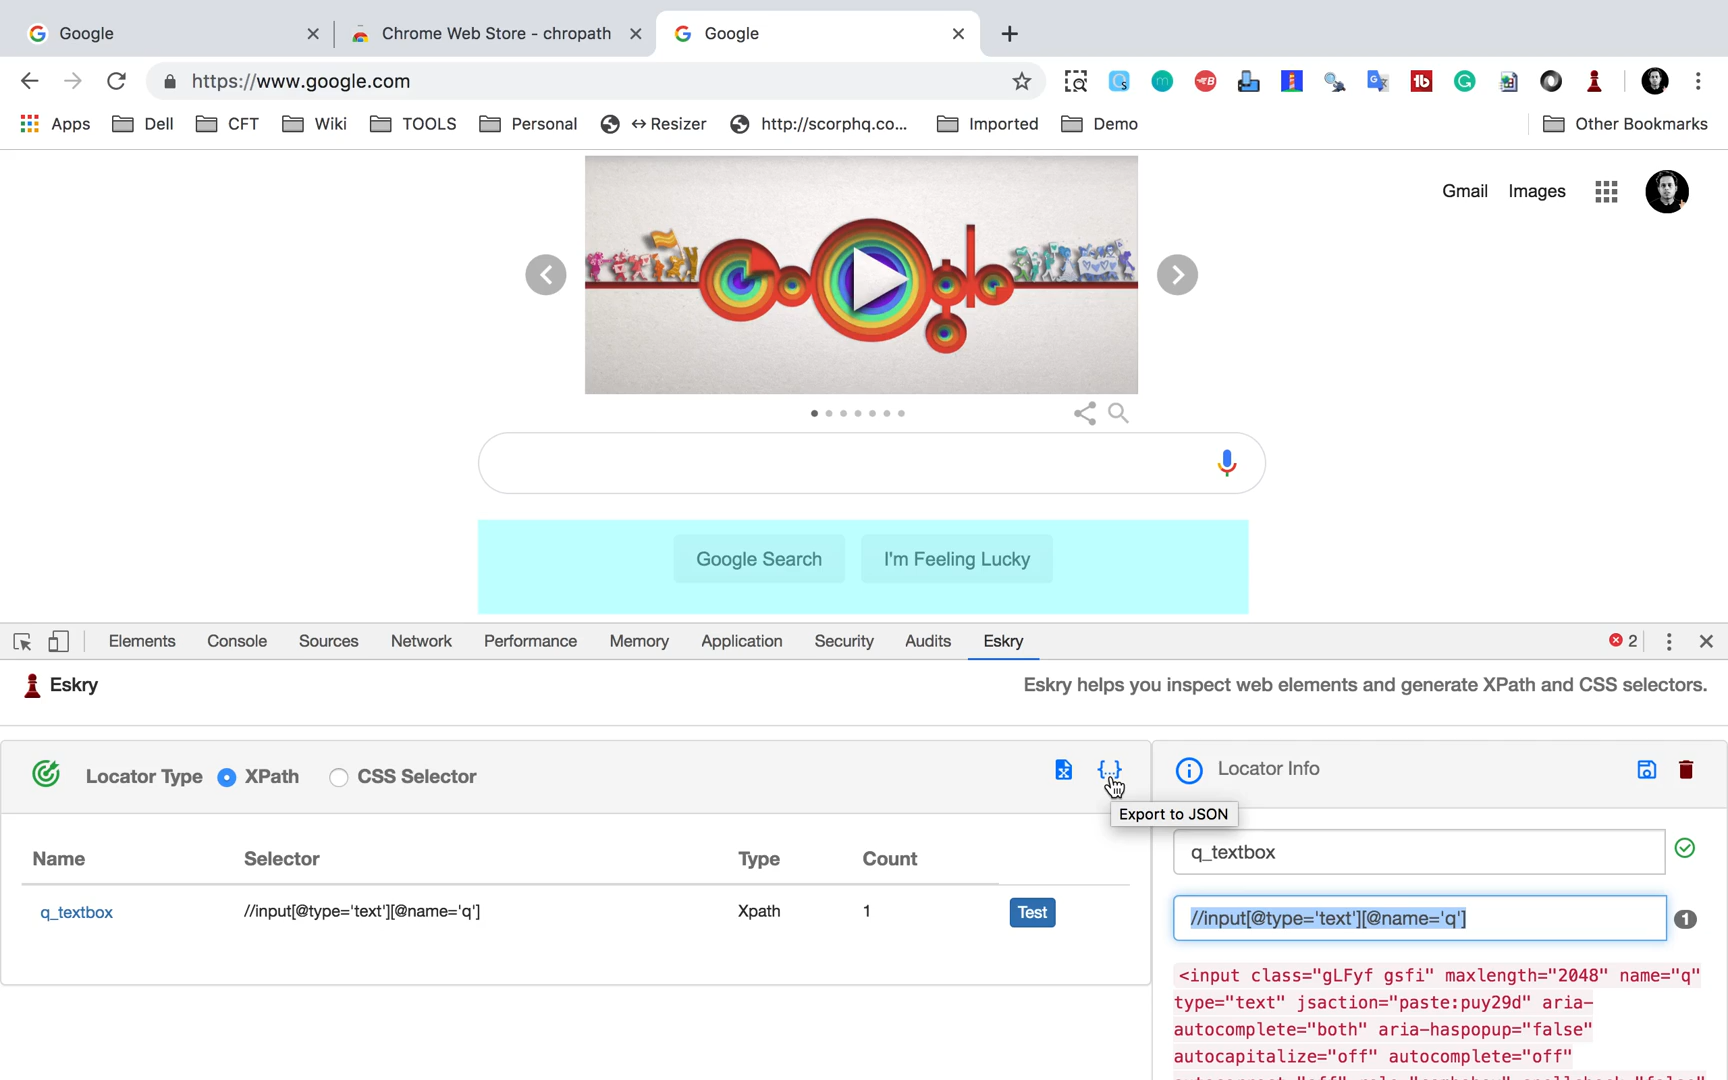 Google
Chrome Web Store - chropath
Google
https://www.google.com
Apps Dell CFT Wiki TOOLS Personal ↔Resizer http://scorphq.co... Imported Demo Other Bookmarks
Gmail Images
Google Search I'm Feeling Lucky
Elements Console Sources Network Performance Memory Application Security Audits Eskry 2
Eskry
Eskry helps you inspect web elements and generate XPath and CSS selectors.
Locator Type XPath CSS Selector
{...}
Locator Info
Export to JSON
q_textbox
Name Selector Type Count
q_textbox //input[@type='text'][@name='q'] Xpath 1 Test
//input[@type='text'][@name='q'] 1
<input class="gLFyf gsfi" maxlength="2048" name="q"
type="text" jsaction="paste:puy29d" aria-
autocomplete="both" aria-haspopup="false"
autocapitalize="off" autocomplete="off"